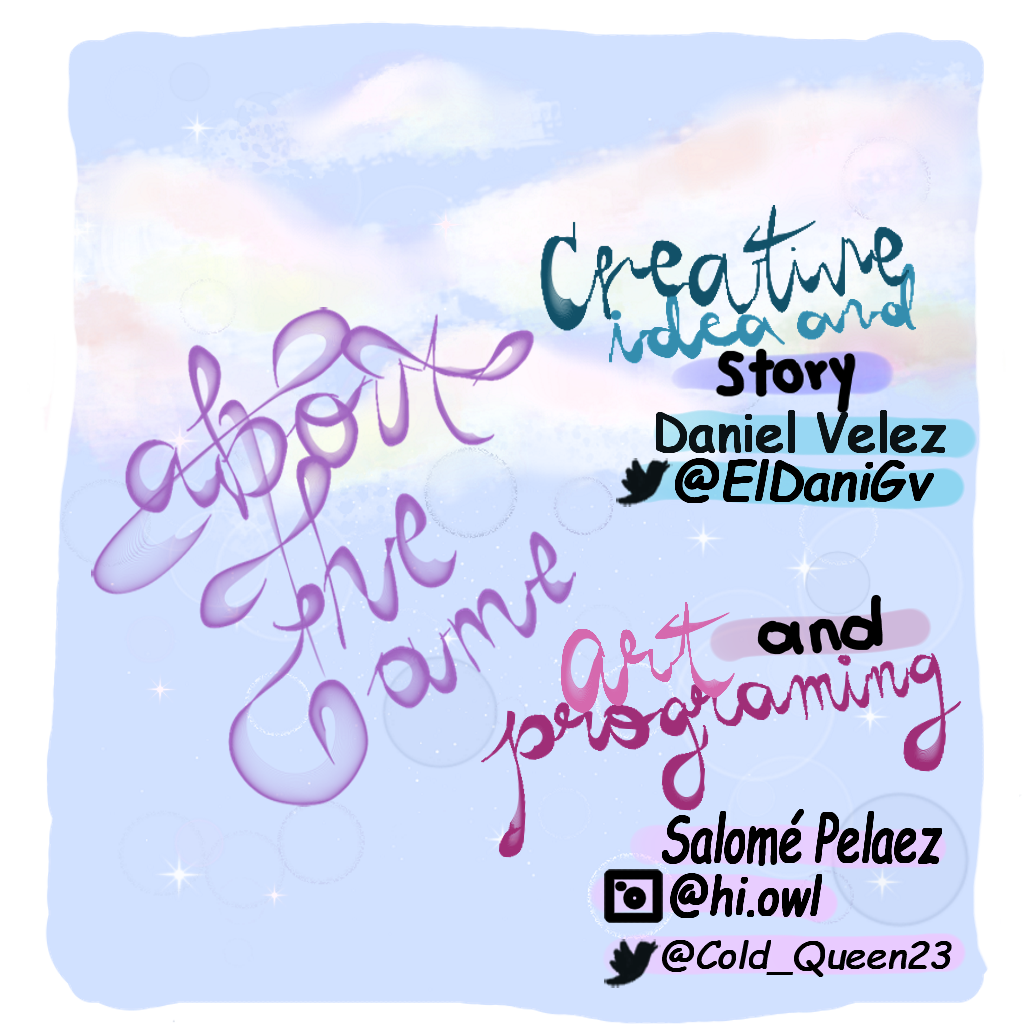 about
the
Game
Creative
idea and
Story
Daniel Velez
@ElDaniGv
art and
programing
Salomé Pelaez
@hi.owl
@Cold_Queen23